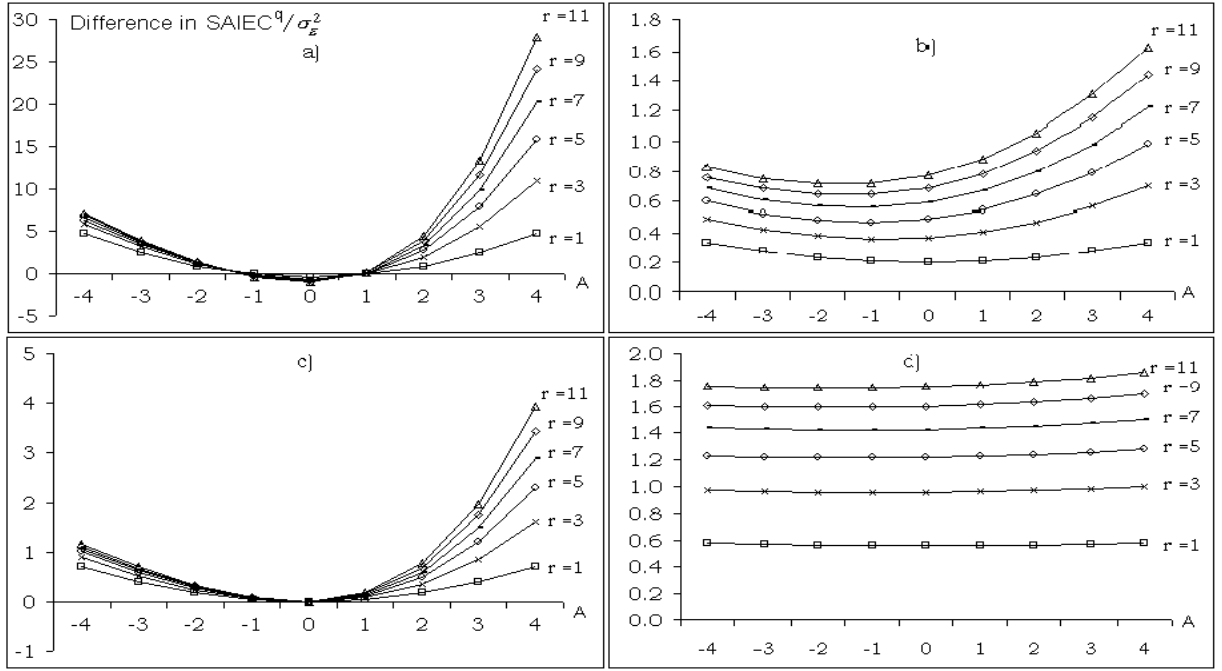 Difference in SAIEC^q/σ_ε^2
a)
30
25
20
15
10
5
0
-5
-4 -3 -2 -1 0 1 2 3 4 A
r =11
r =9
r =7
r =5
r =3
r =1
b)
1.8
1.6
1.4
1.2
1.0
0.8
0.6
0.4
0.2
0.0
-4 -3 -2 -1 0 1 2 3 4 A
r =11
r =9
r =7
r =5
r =3
r =1
c)
5
4
3
2
1
0
-1
-4 -3 -2 -1 0 1 2 3 4 A
r =11
r =9
r =7
r =5
r =3
r =1
d)
2.0
1.8
1.6
1.4
1.2
1.0
0.8
0.6
0.4
0.2
0.0
-4 -3 -2 -1 0 1 2 3 4 A
r =11
r -9
r =7
r =5
r =3
r =1